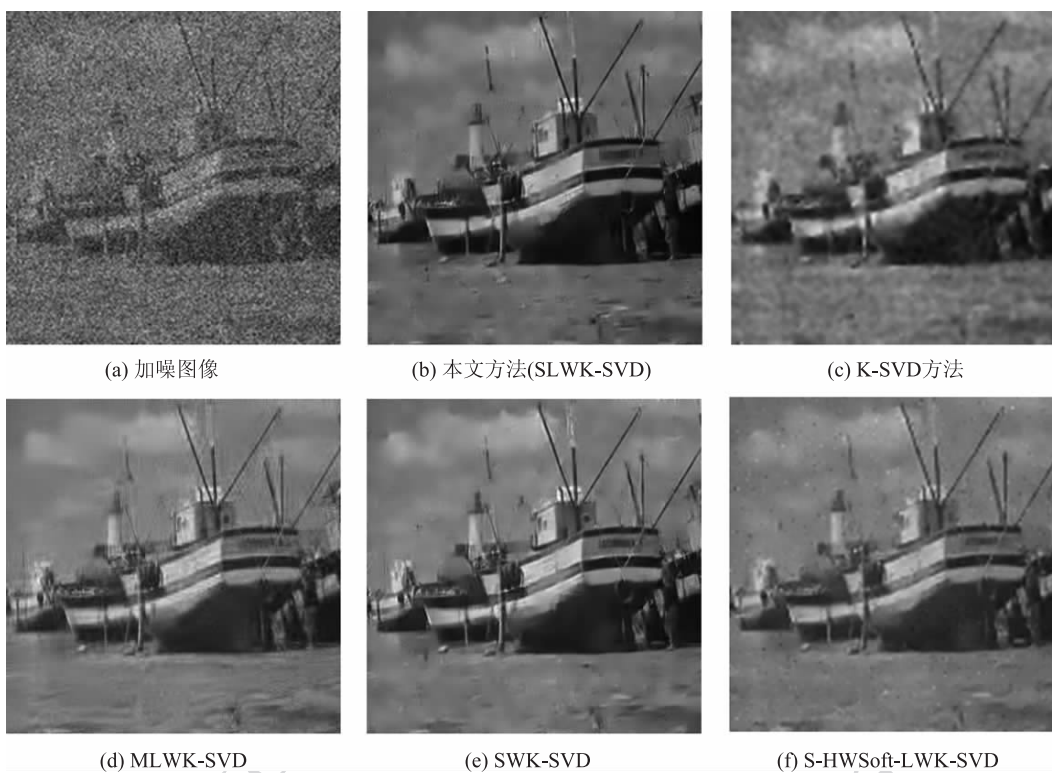 (a) 加噪图像
(b) 本文方法(SLWK-SVD)
(c) K-SVD方法
(d) MLWK-SVD
(e) SWK-SVD
(f) S-HWSoft-LWK-SVD